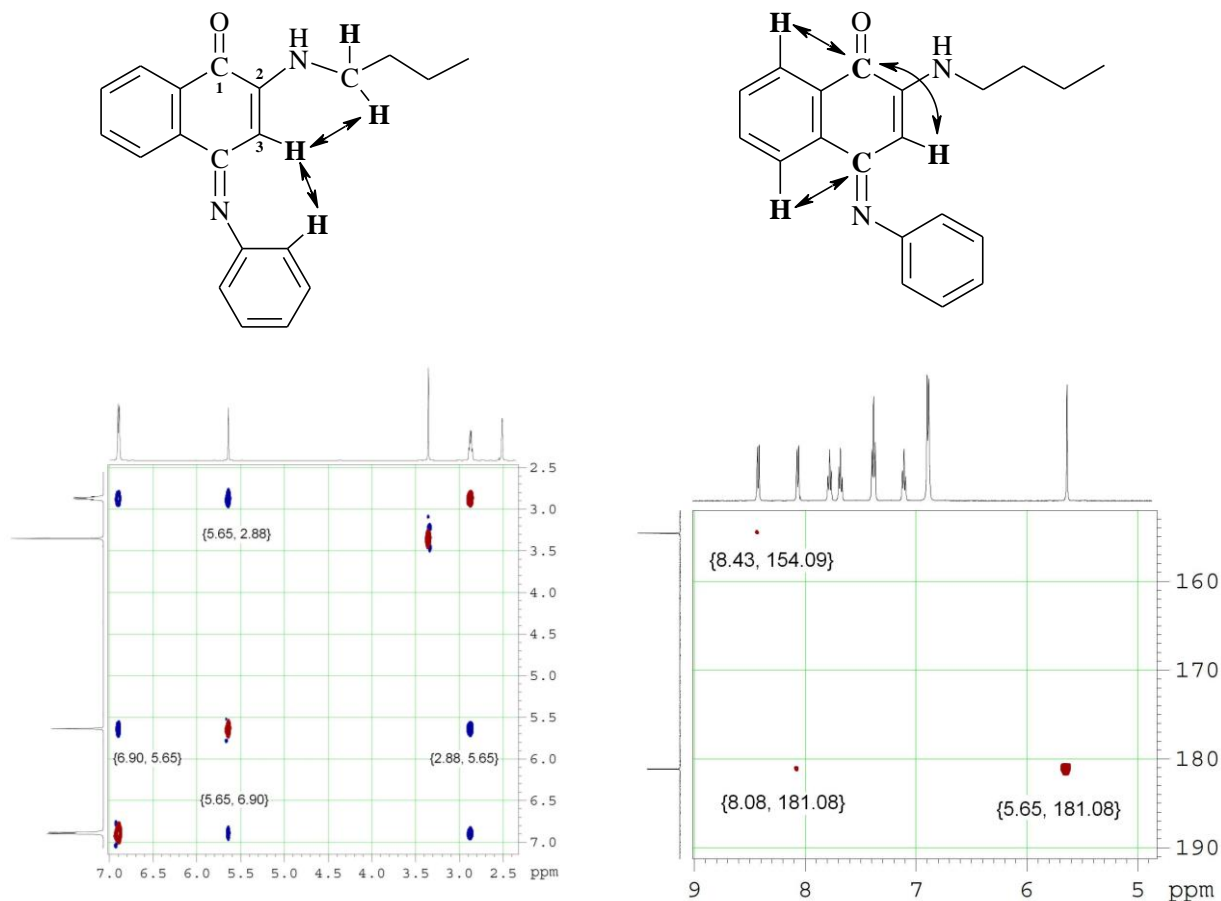 O
H
N
H
C
1
2
C
H
3
H
C
N
H
O
H
C
H
N
C
H
H
N
2.5
3.0
3.5
4.0
4.5
5.0
5.5
6.0
6.5
7.0
{5.65, 2.88}
{6.90, 5.65}
{2.88, 5.65}
{5.65, 6.90}
7.0 6.5 6.0 5.5 5.0 4.5 4.0 3.5 3.0 2.5 ppm
{8.43, 154.09}
{8.08, 181.08}
{5.65, 181.08}
160
170
180
190
9 8 7 6 5 ppm